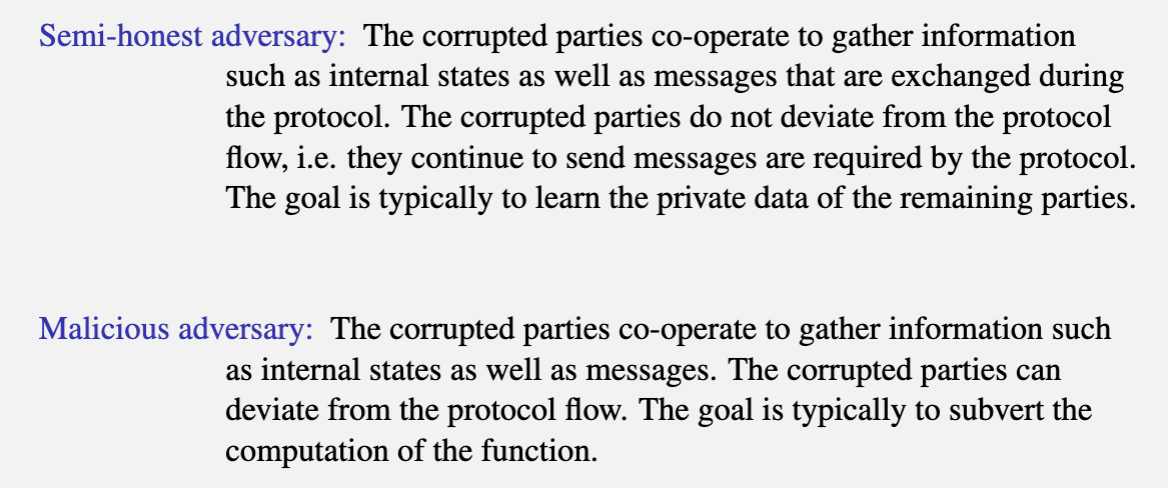 Semi-honest adversary: The corrupted parties co-operate to gather information
such as internal states as well as messages that are exchanged during
the protocol. The corrupted parties do not deviate from the protocol
flow, i.e. they continue to send messages are required by the protocol.
The goal is typically to learn the private data of the remaining parties.
Malicious adversary: The corrupted parties co-operate to gather information such
as internal states as well as messages. The corrupted parties can
deviate from the protocol flow. The goal is typically to subvert the
computation of the function.